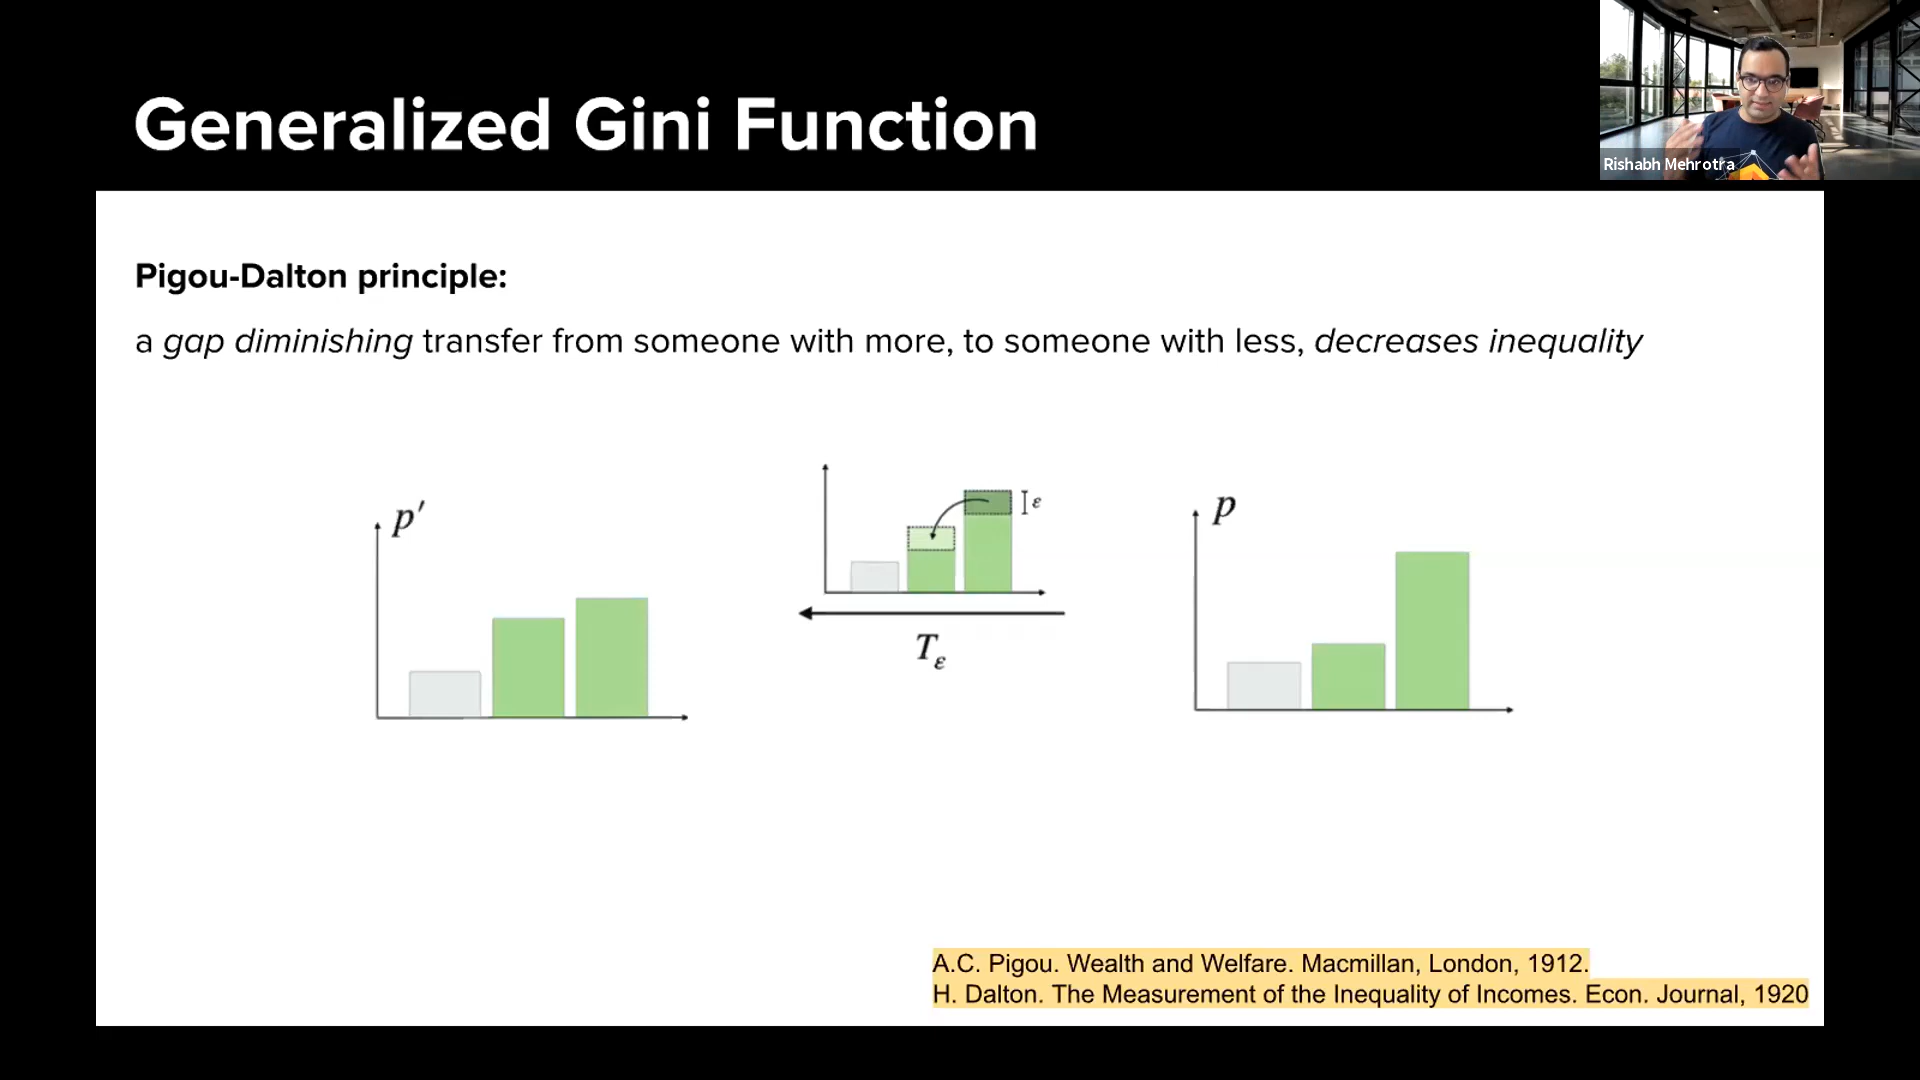 Generalized Gini Function
Rishabh Mehrotra
Pigou-Dalton principle:
a gap diminishing transfer from someone with more, to someone with less, decreases inequality
p′
ε
Tε
p
A.C. Pigou. Wealth and Welfare. Macmillan, London, 1912.
H. Dalton. The Measurement of the Inequality of Incomes. Econ. Journal, 1920